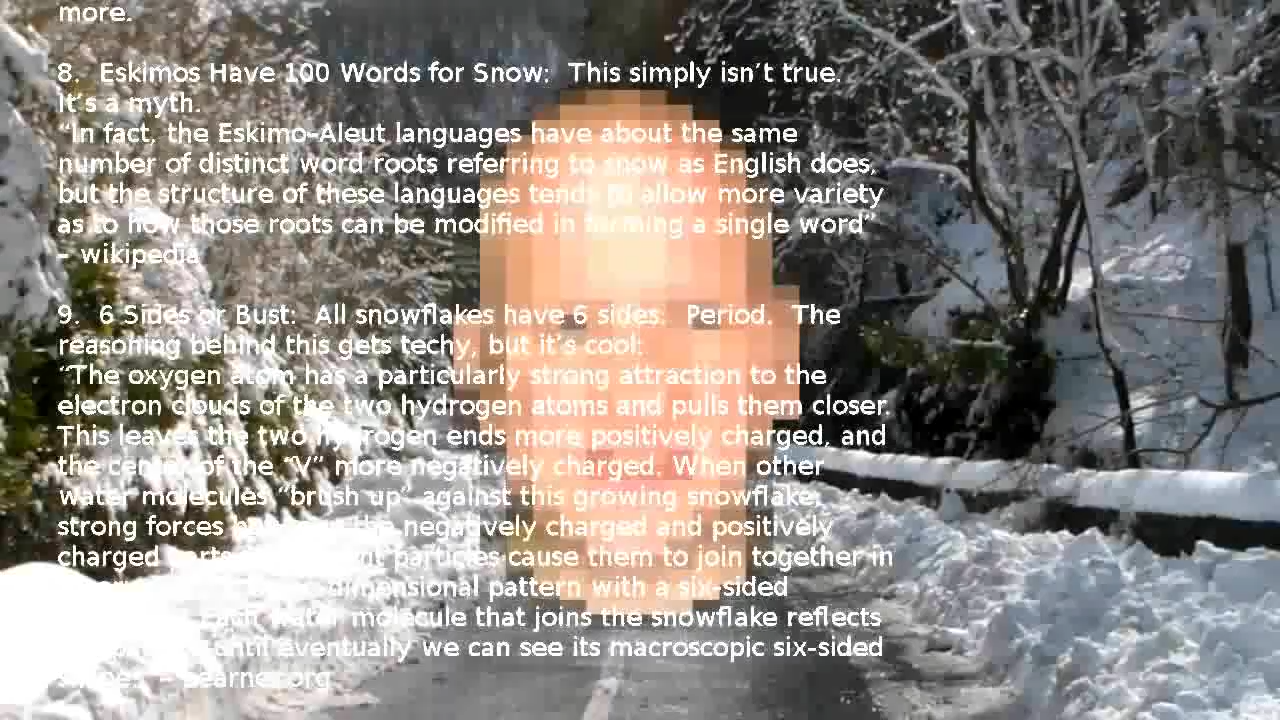 more.
8. Eskimos Have 100 Words for Snow: This simply isn't true.
It's a myth.
“In fact, the Eskimo-Aleut languages have about the same
number of distinct word roots referring to snow as English does,
but the structure of these languages tends to allow more variety
as to how those roots can be modified in forming a single word”
– wikipedia
9. 6 Sides or Bust: All snowflakes have 6 sides. Period. The
reasoning behind this gets techy, but it's cool:
“The oxygen atom has a particularly strong attraction to the
electron clouds of the two hydrogen atoms and pulls them closer.
This leaves the two hydrogen ends more positively charged, and
the center of the “V” more negatively charged. When other
water molecules “brush up” against this growing snowflake,
strong forces between the negatively charged and positively
charged parts particles cause them to join together in
dimensional pattern with a six-sided
Each water molecule that joins the snowflake reflects
until eventually we can see its macroscopic six-sided
– Learner.org